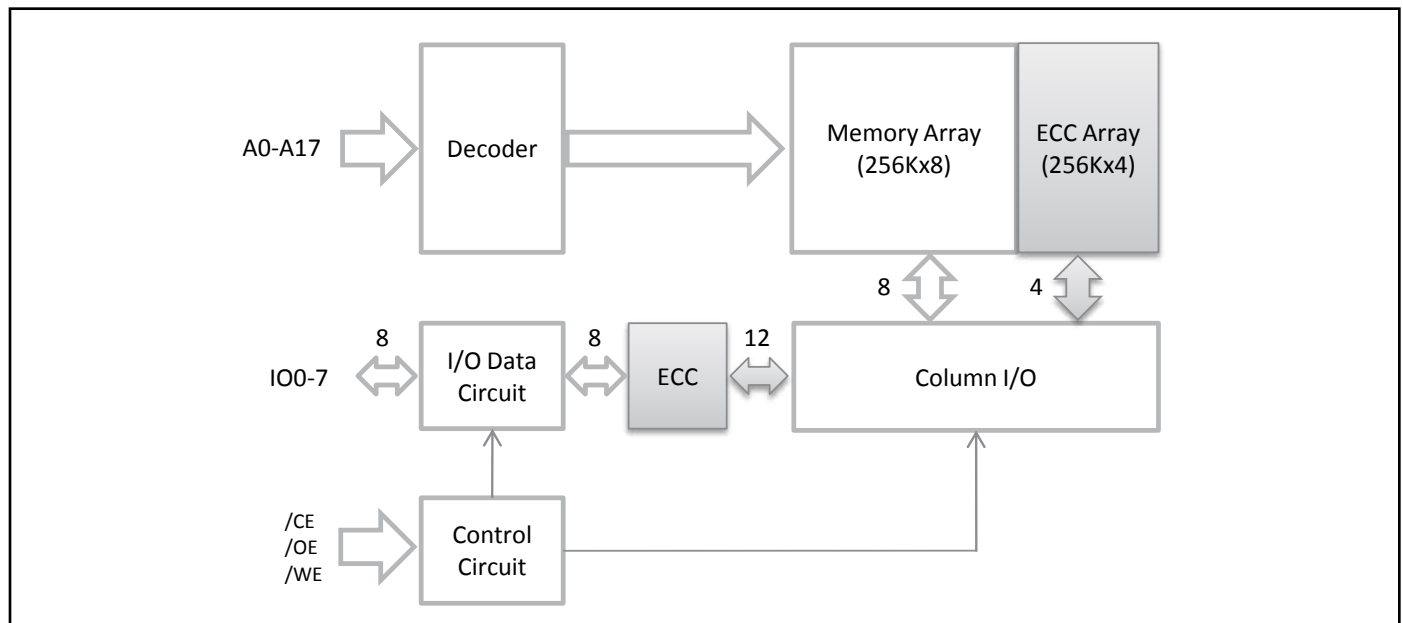 A0-A17
Decoder
Memory Array
(256Kx8)
ECC Array
(256Kx4)
8
4
IO0-7
8
I/O Data
Circuit
8
ECC
12
Column I/O
/CE
/OE
/WE
Control
Circuit